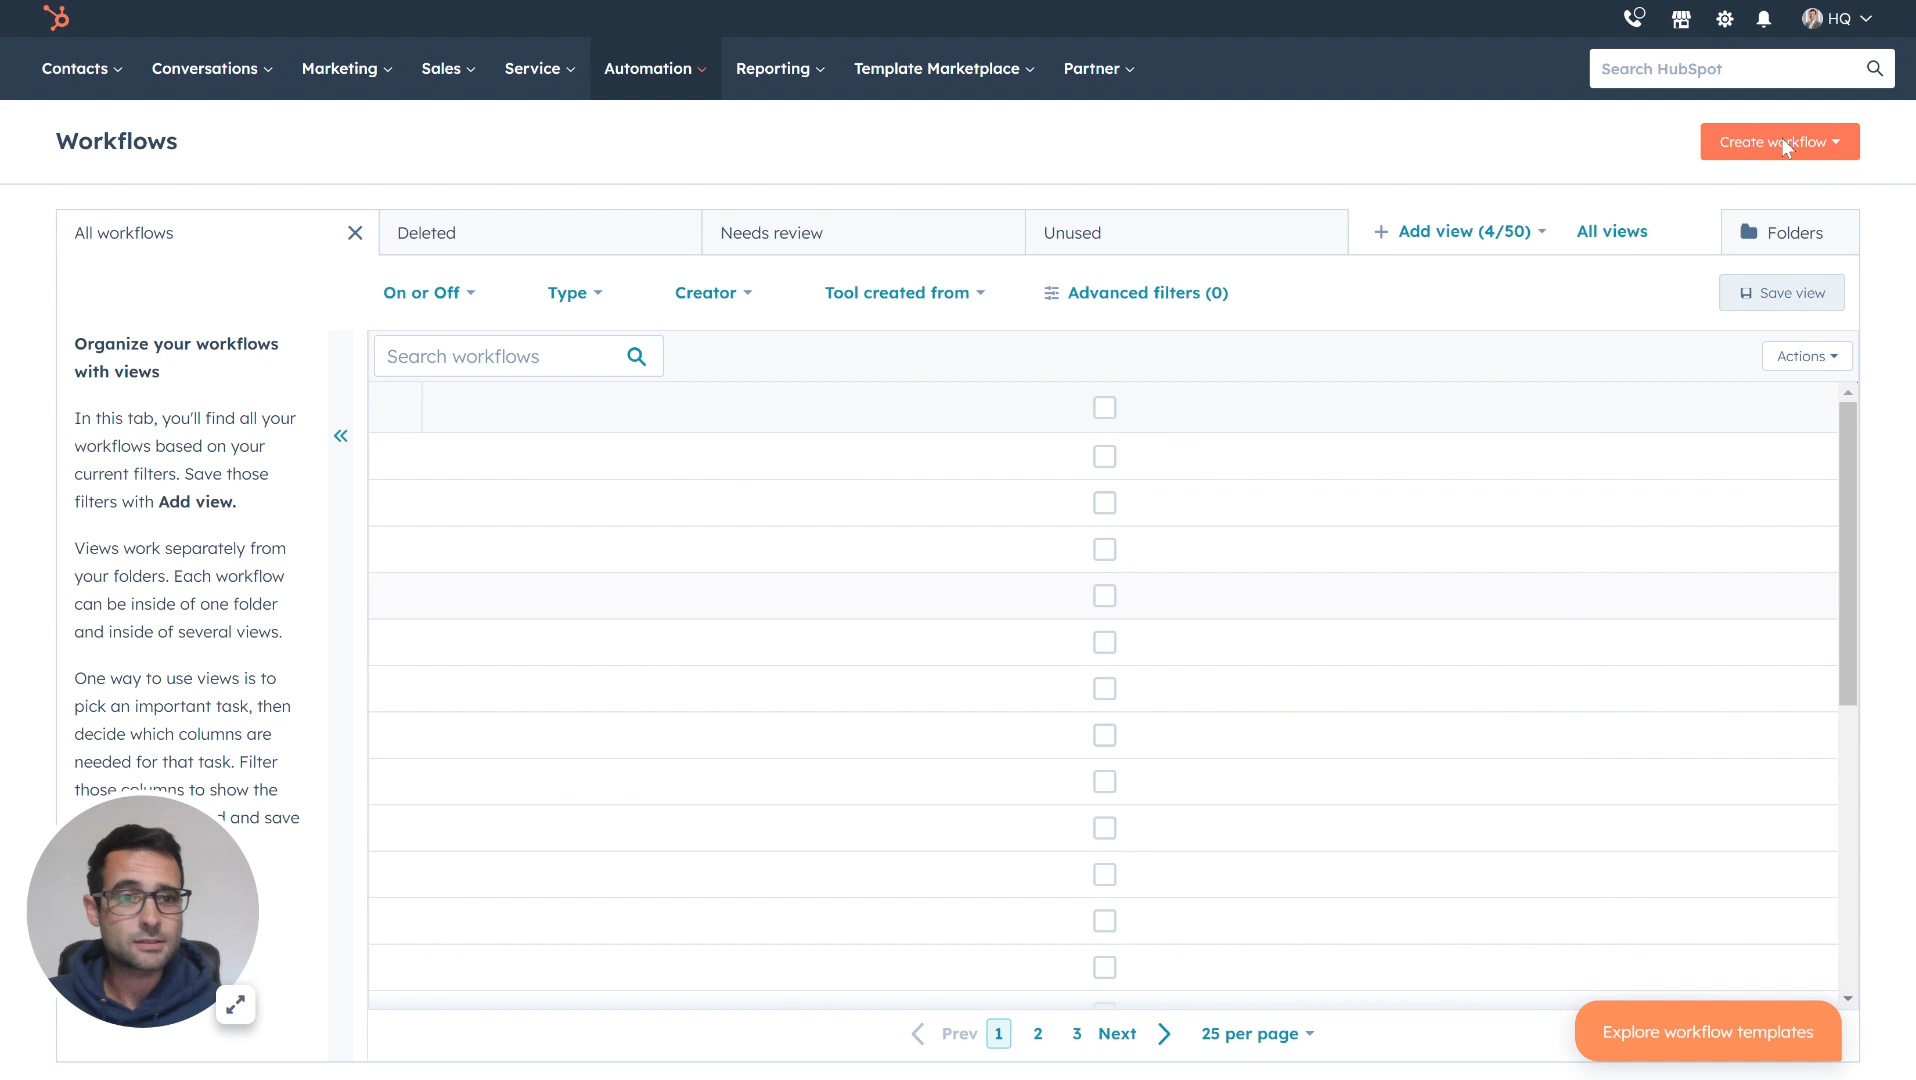 HQ
Contacts
Conversations
Marketing
Sales
Service
Automation
Reporting
Template Marketplace
Partner
Search HubSpot
Workflows
Create workflow
All workflows
Deleted
Needs review
Unused
+ Add view (4/50)
All views
Folders
On or Off
Type
Creator
Tool created from
Advanced filters (0)
Save view
Organize your workflows
with views
In this tab, you'll find all your
workflows based on your
current filters. Save those
filters with Add view.
Views work separately from
your folders. Each workflow
can be inside of one folder
and inside of several views.
One way to use views is to
pick an important task, then
decide which columns are
needed for that task. Filter
those columns to show the
and save
Search workflows
Actions
Prev 1 2 3 Next
25 per page
Explore workflow templates